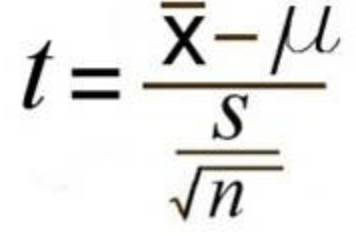 t = (x̄ − μ) / (s / √n)